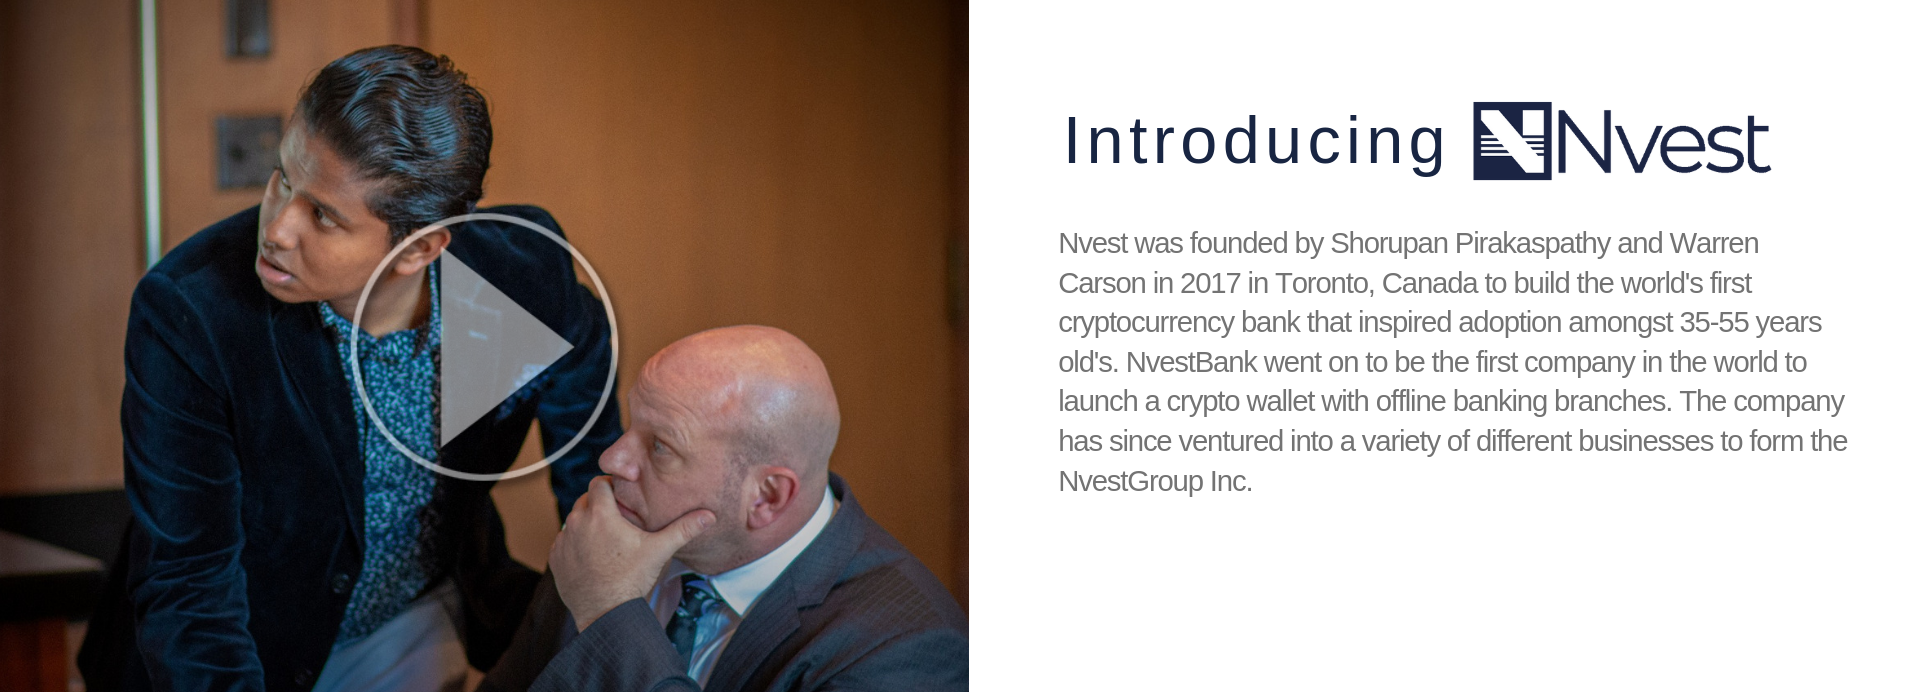 Introducing Nvest
Nvest was founded by Shorupan Pirakaspathy and Warren
Carson in 2017 in Toronto, Canada to build the world's first
cryptocurrency bank that inspired adoption amongst 35-55 years
old's. NvestBank went on to be the first company in the world to
launch a crypto wallet with offline banking branches. The company
has since ventured into a variety of different businesses to form the
NvestGroup Inc.